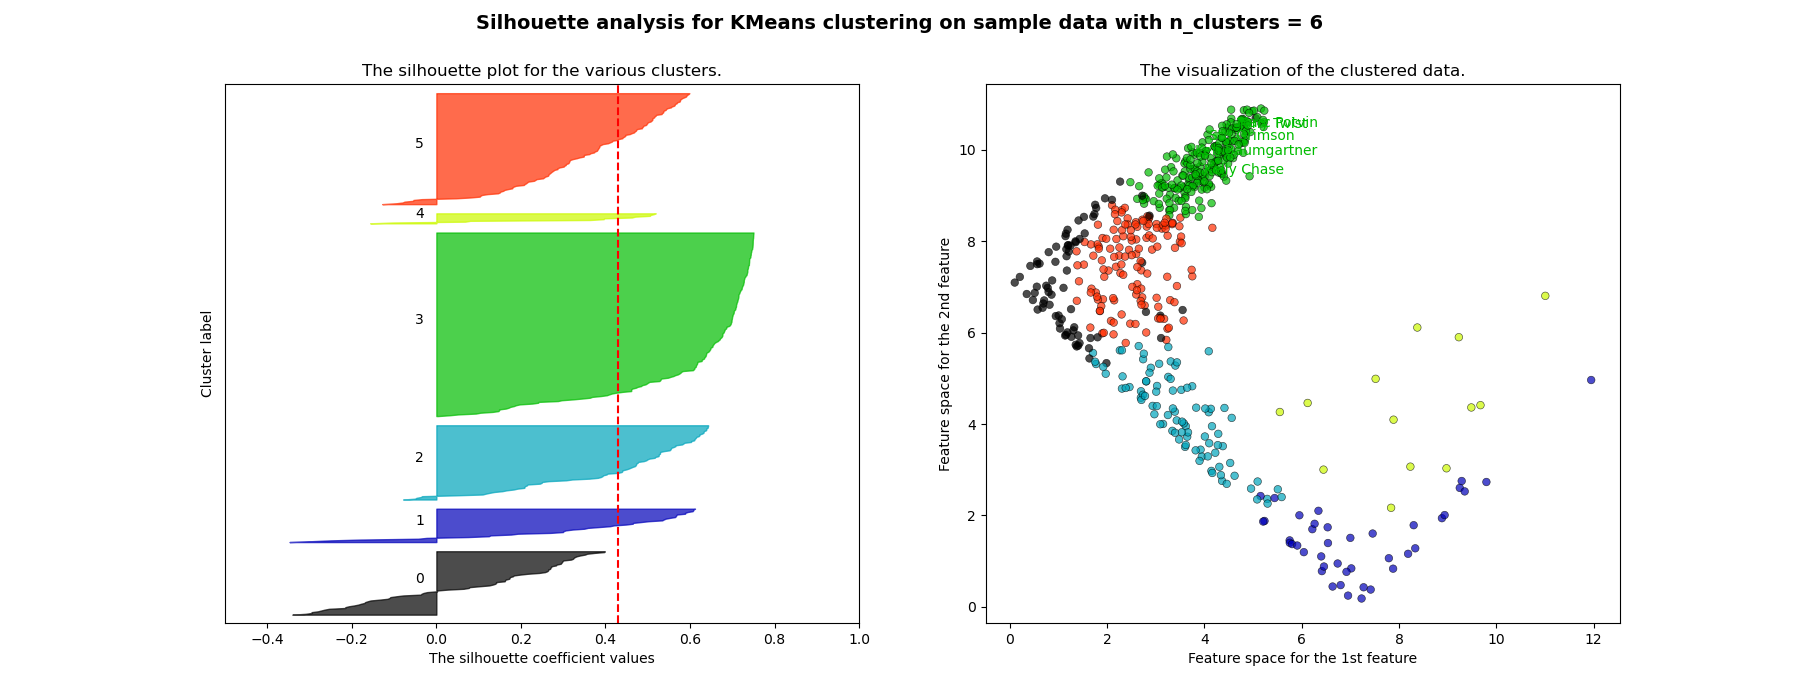 Silhouette analysis for KMeans clustering on sample data with n_clusters = 6
The silhouette plot for the various clusters.
Cluster label
5
4
3
2
1
0
−0.4 −0.2 0.0 0.2 0.4 0.6 0.8 1.0
The silhouette coefficient values
The visualization of the clustered data.
Feature space for the 2nd feature
10
8
6
4
2
0
Chase
0 2 4 6 8 10 12
Feature space for the 1st feature